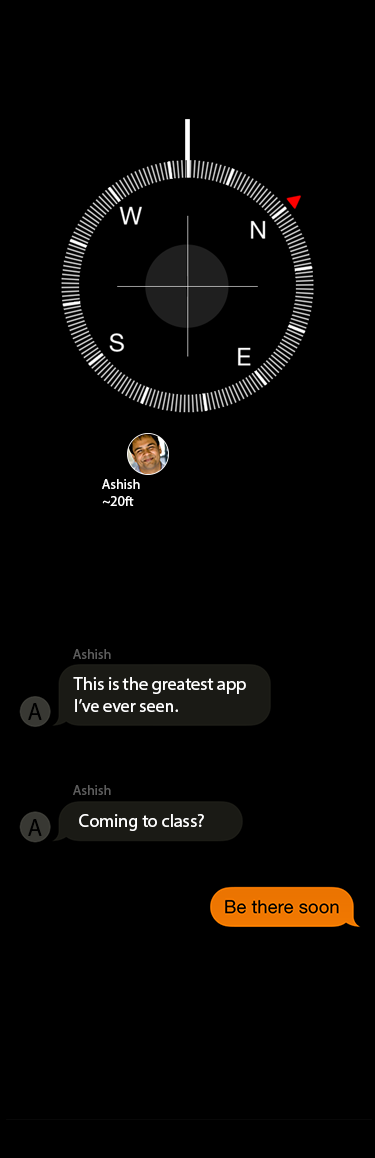 W
N
S
E
Ashish
~20ft
Ashish
This is the greatest app
I've ever seen.
A
Ashish
Coming to class?
A
Be there soon